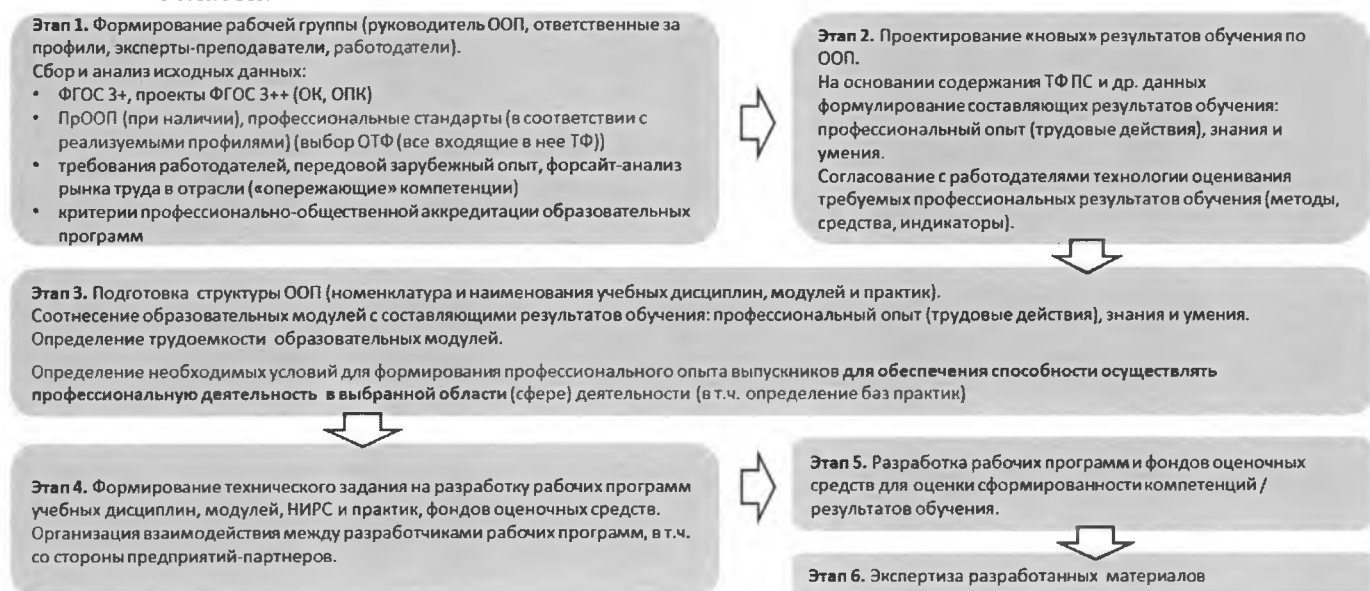 Этап 1. Формирование рабочей группы (руководитель ООП, ответственные за
профили, эксперты-преподаватели, работодатели).
Сбор и анализ исходных данных:
• ФГОС 3+, проекты ФГОС 3++ (ОК, ОПК)
• ПрООП (при наличии), профессиональные стандарты (в соответствии с
реализуемыми профилями) (выбор ОТФ (все входящие в нее ТФ))
• требования работодателей, передовой зарубежный опыт, форсайт-анализ
рынка труда в отрасли («опережающие» компетенции)
• критерии профессионально-общественной аккредитации образовательных
программ
Этап 2. Проектирование «новых» результатов обучения по
ООП.
На основании содержания ТФ ПС и др. данных
формулирование составляющих результатов обучения:
профессиональный опыт (трудовые действия), знания и
умения.
Согласование с работодателями технологии оценивания
требуемых профессиональных результатов обучения (методы,
средства, индикаторы).
Этап 3. Подготовка структуры ООП (номенклатура и наименования учебных дисциплин, модулей и практик).
Соотнесение образовательных модулей с составляющими результатов обучения: профессиональный опыт (трудовые действия), знания и умения.
Определение трудоемкости образовательных модулей.
Определение необходимых условий для формирования профессионального опыта выпускников для обеспечения способности осуществлять
профессиональную деятельность в выбранной области (сфере) деятельности (в т.ч. определение баз практик)
Этап 4. Формирование технического задания на разработку рабочих программ
учебных дисциплин, модулей, НИРС и практик, фондов оценочных средств.
Организация взаимодействия между разработчиками рабочих программ, в т.ч.
со стороны предприятий-партнеров.
Этап 5. Разработка рабочих программ и фондов оценочных
средств для оценки сформированности компетенций /
результатов обучения.
Этап 6. Экспертиза разработанных материалов